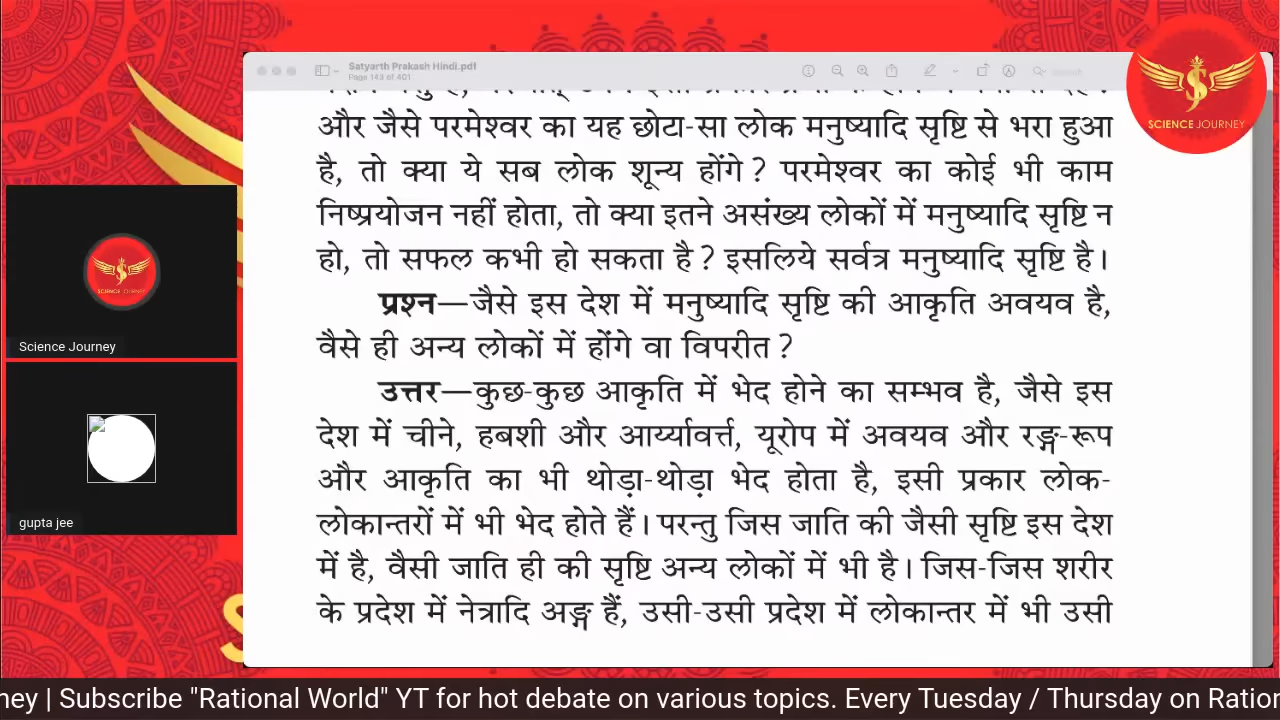 Satyarth Prakash Hindi.pdf
Page 143 of 401
Search
और जैसे परमेश्वर का यह छोटा-सा लोक मनुष्यादि सृष्टि से भरा हुआ
है, तो क्या ये सब लोक शून्य होंगे ? परमेश्वर का कोई भी काम
निष्प्रयोजन नहीं होता, तो क्या इतने असंख्य लोकों में मनुष्यादि सृष्टि न
हो, तो सफल कभी हो सकता है ? इसलिये सर्वत्र मनुष्यादि सृष्टि है।
प्रश्न—जैसे इस देश में मनुष्यादि सृष्टि की आकृति अवयव है,
वैसे ही अन्य लोकों में होंगे वा विपरीत ?
उत्तर—कुछ-कुछ आकृति में भेद होने का सम्भव है, जैसे इस
देश में चीने, हबशी और आर्य्यावर्त्त, यूरोप में अवयव और रङ्ग-रूप
और आकृति का भी थोड़ा-थोड़ा भेद होता है, इसी प्रकार लोक-
लोकान्तरों में भी भेद होते हैं। परन्तु जिस जाति की जैसी सृष्टि इस देश
में है, वैसी जाति ही की सृष्टि अन्य लोकों में भी है। जिस-जिस शरीर
के प्रदेश में नेत्रादि अङ्ग हैं, उसी-उसी प्रदेश में लोकान्तर में भी उसी
SCIENCE JOURNEY
SCIENCE JOURNEY
Science Journey
gupta jee
ney | Subscribe "Rational World" YT for hot debate on various topics. Every Tuesday / Thursday on Ratio